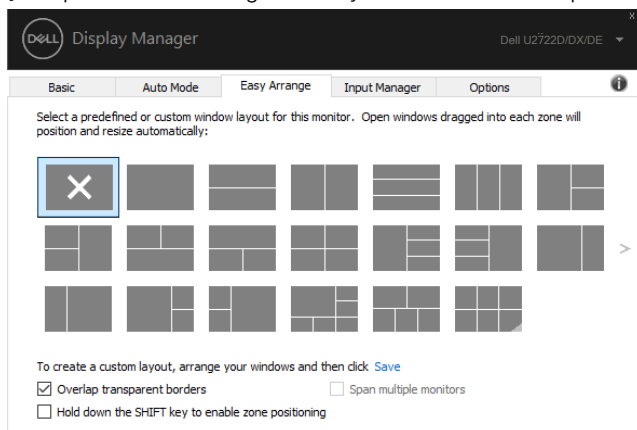 DELL Display Manager
Dell U2722D/DX/DE
Basic
Auto Mode
Easy Arrange
Input Manager
Options
Select a predefined or custom window layout for this monitor. Open windows dragged into each zone will
position and resize automatically:
To create a custom layout, arrange your windows and then click Save
Overlap transparent borders
Span multiple monitors
Hold down the SHIFT key to enable zone positioning